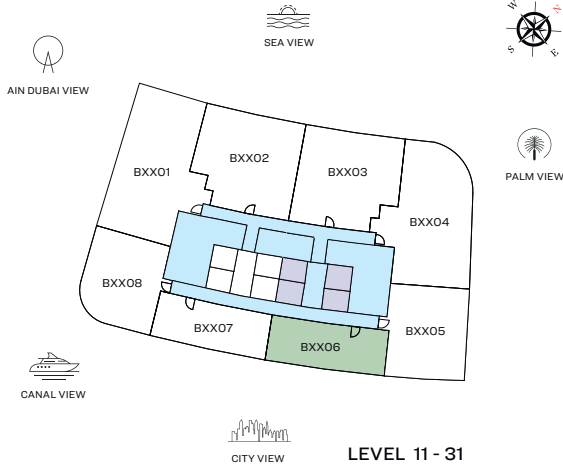 SEA VIEW
W
N
S
E
AIN DUBAI VIEW
PALM VIEW
BXX01
BXX02
BXX03
BXX04
BXX08
BXX07
BXX06
BXX05
CANAL VIEW
CITY VIEW
LEVEL 11 - 31